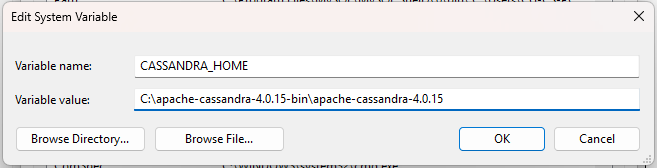 Edit System Variable
Variable name:
CASSANDRA_HOME
Variable value:
C:\apache-cassandra-4.0.15-bin\apache-cassandra-4.0.15
Browse Directory...
Browse File...
OK
Cancel